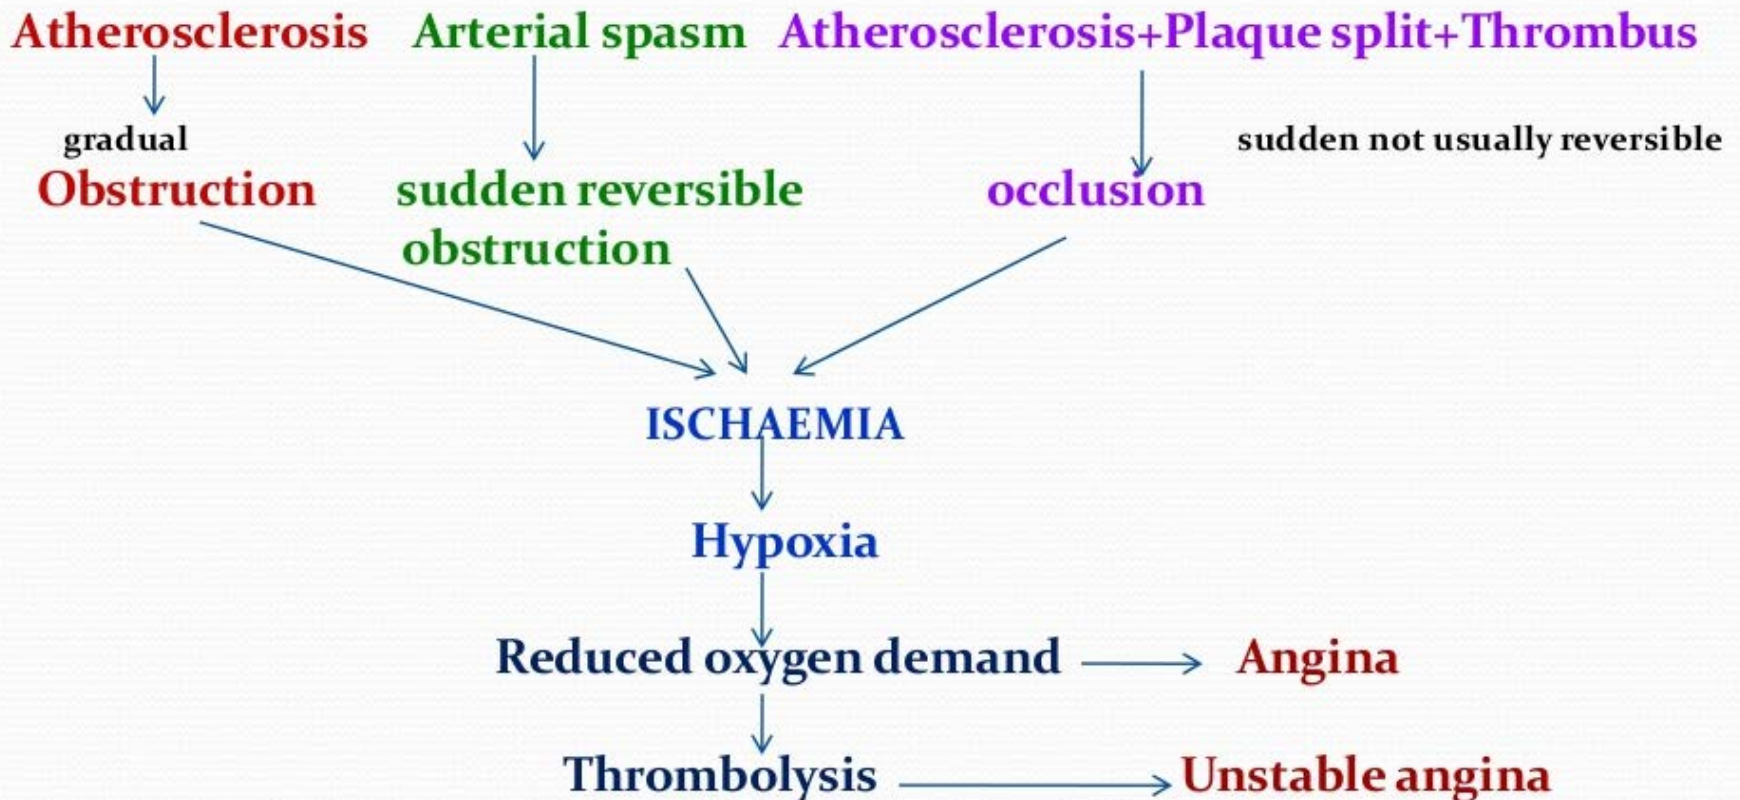 Atherosclerosis Arterial spasm Atherosclerosis+Plaque split+Thrombus
gradual sudden not usually reversible
Obstruction sudden reversible occlusion
obstruction
ISCHAEMIA
Hypoxia
Reduced oxygen demand Angina
Thrombolysis Unstable angina